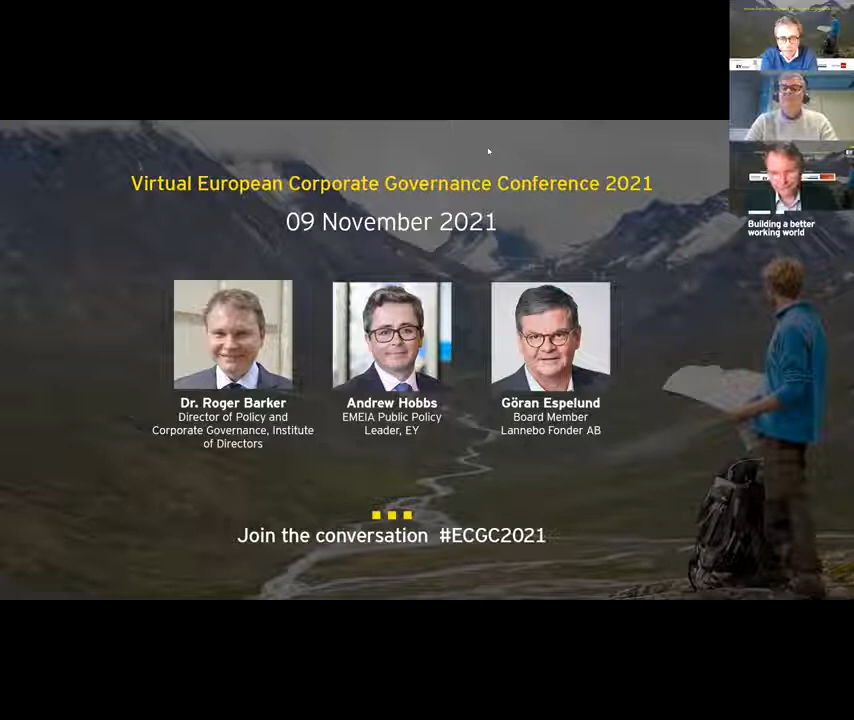 Virtual European Corporate Governance Conference 2021
09 November 2021
Dr. Roger Barker
Director of Policy and
Corporate Governance, Institute
of Directors
Andrew Hobbs
EMEIA Public Policy
Leader, EY
Göran Espelund
Board Member
Lannebo Fonder AB
Join the conversation #ECGC2021
Building a better
working world